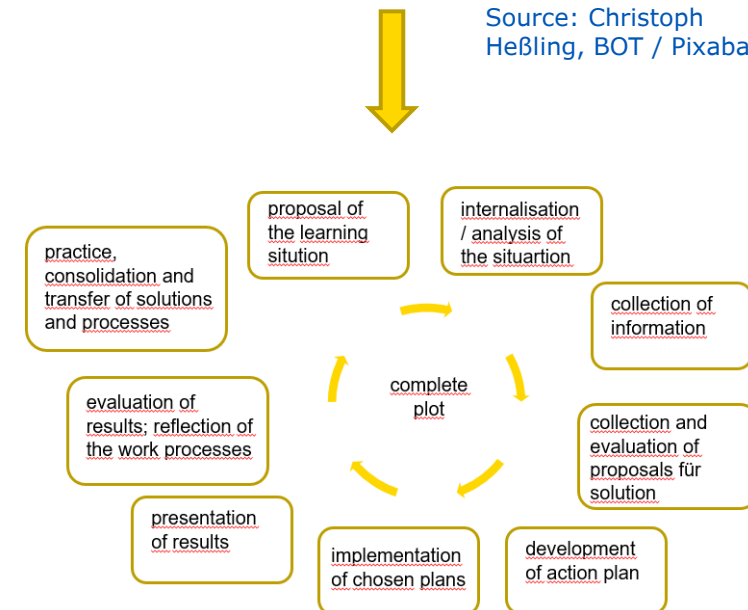 Source: Christoph
Heßling, BOT / Pixaba
proposal of
the learning
sitution
internalisation
/ analysis of
the situartion
collection of
information
collection and
evaluation of
proposals für
solution
development
of action plan
implementation
of chosen plans
presentation
of results
evaluation of
results; reflection of
the work processes
practice,
consolidation and
transfer of solutions
and processes
complete
plot